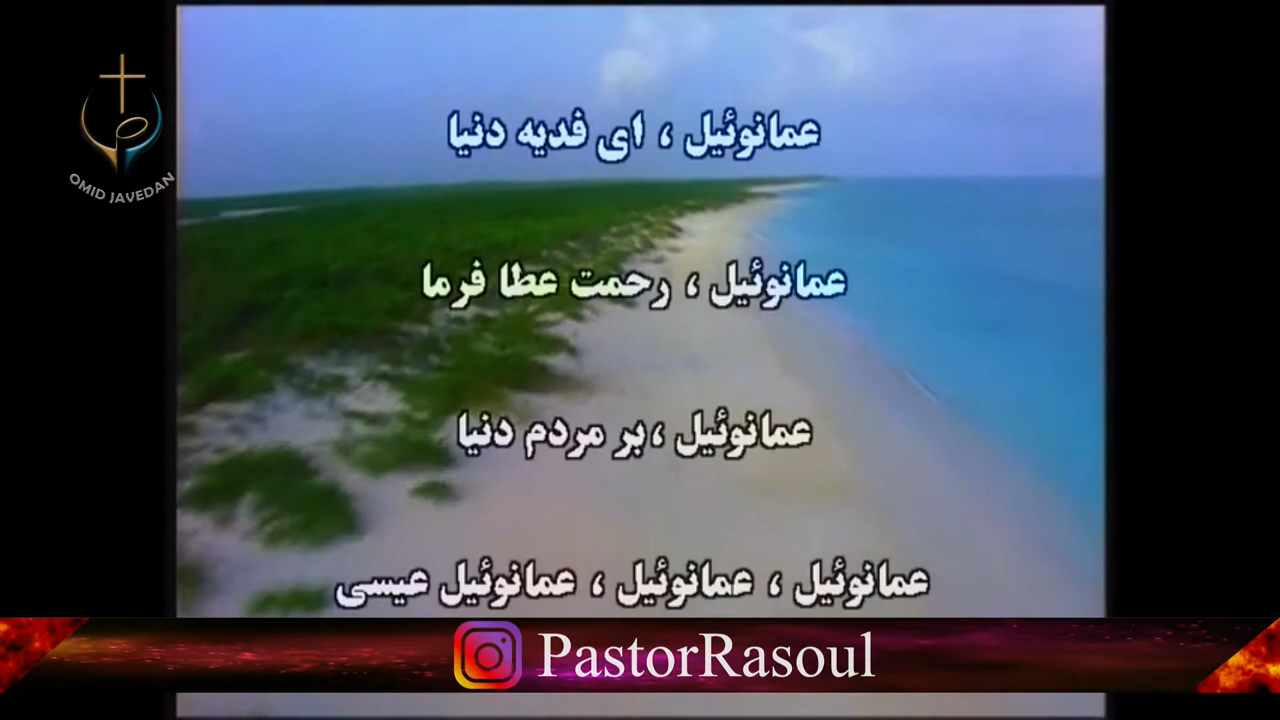 OMID JAVEDAN
عمانوئیل ، ای فدیه دنیا
عمانوئیل ، رحمت عطا فرما
عمانوئیل ،بر مردم دنیا
عمانوئیل ، عمانوئیل ، عمانوئیل عیسی
PastorRasoul